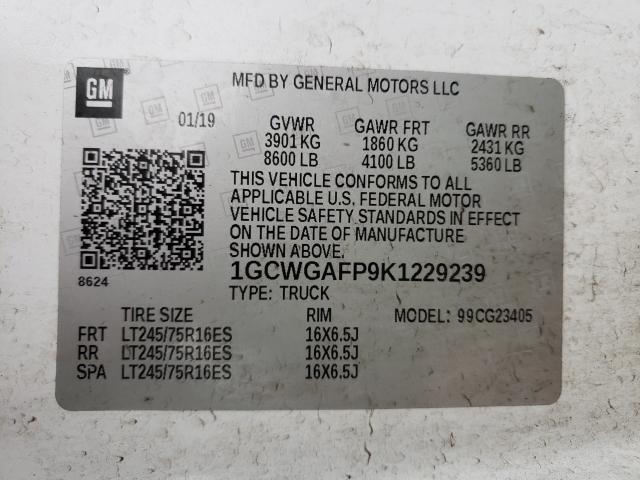 GM
MFD BY GENERAL MOTORS LLC
01/19 GVWR GAWR FRT GAWR RR
3901 KG 1860 KG 2431 KG
8600 LB 4100 LB 5360 LB
THIS VEHICLE CONFORMS TO ALL
APPLICABLE U.S. FEDERAL MOTOR
VEHICLE SAFETY STANDARDS IN EFFECT
ON THE DATE OF MANUFACTURE
SHOWN ABOVE.
8624
1GCWGAFP9K1229239
TYPE: TRUCK
TIRE SIZE RIM MODEL: 99CG23405
FRT LT245/75R16ES 16X6.5J
RR LT245/75R16ES 16X6.5J
SPA LT245/75R16ES 16X6.5J